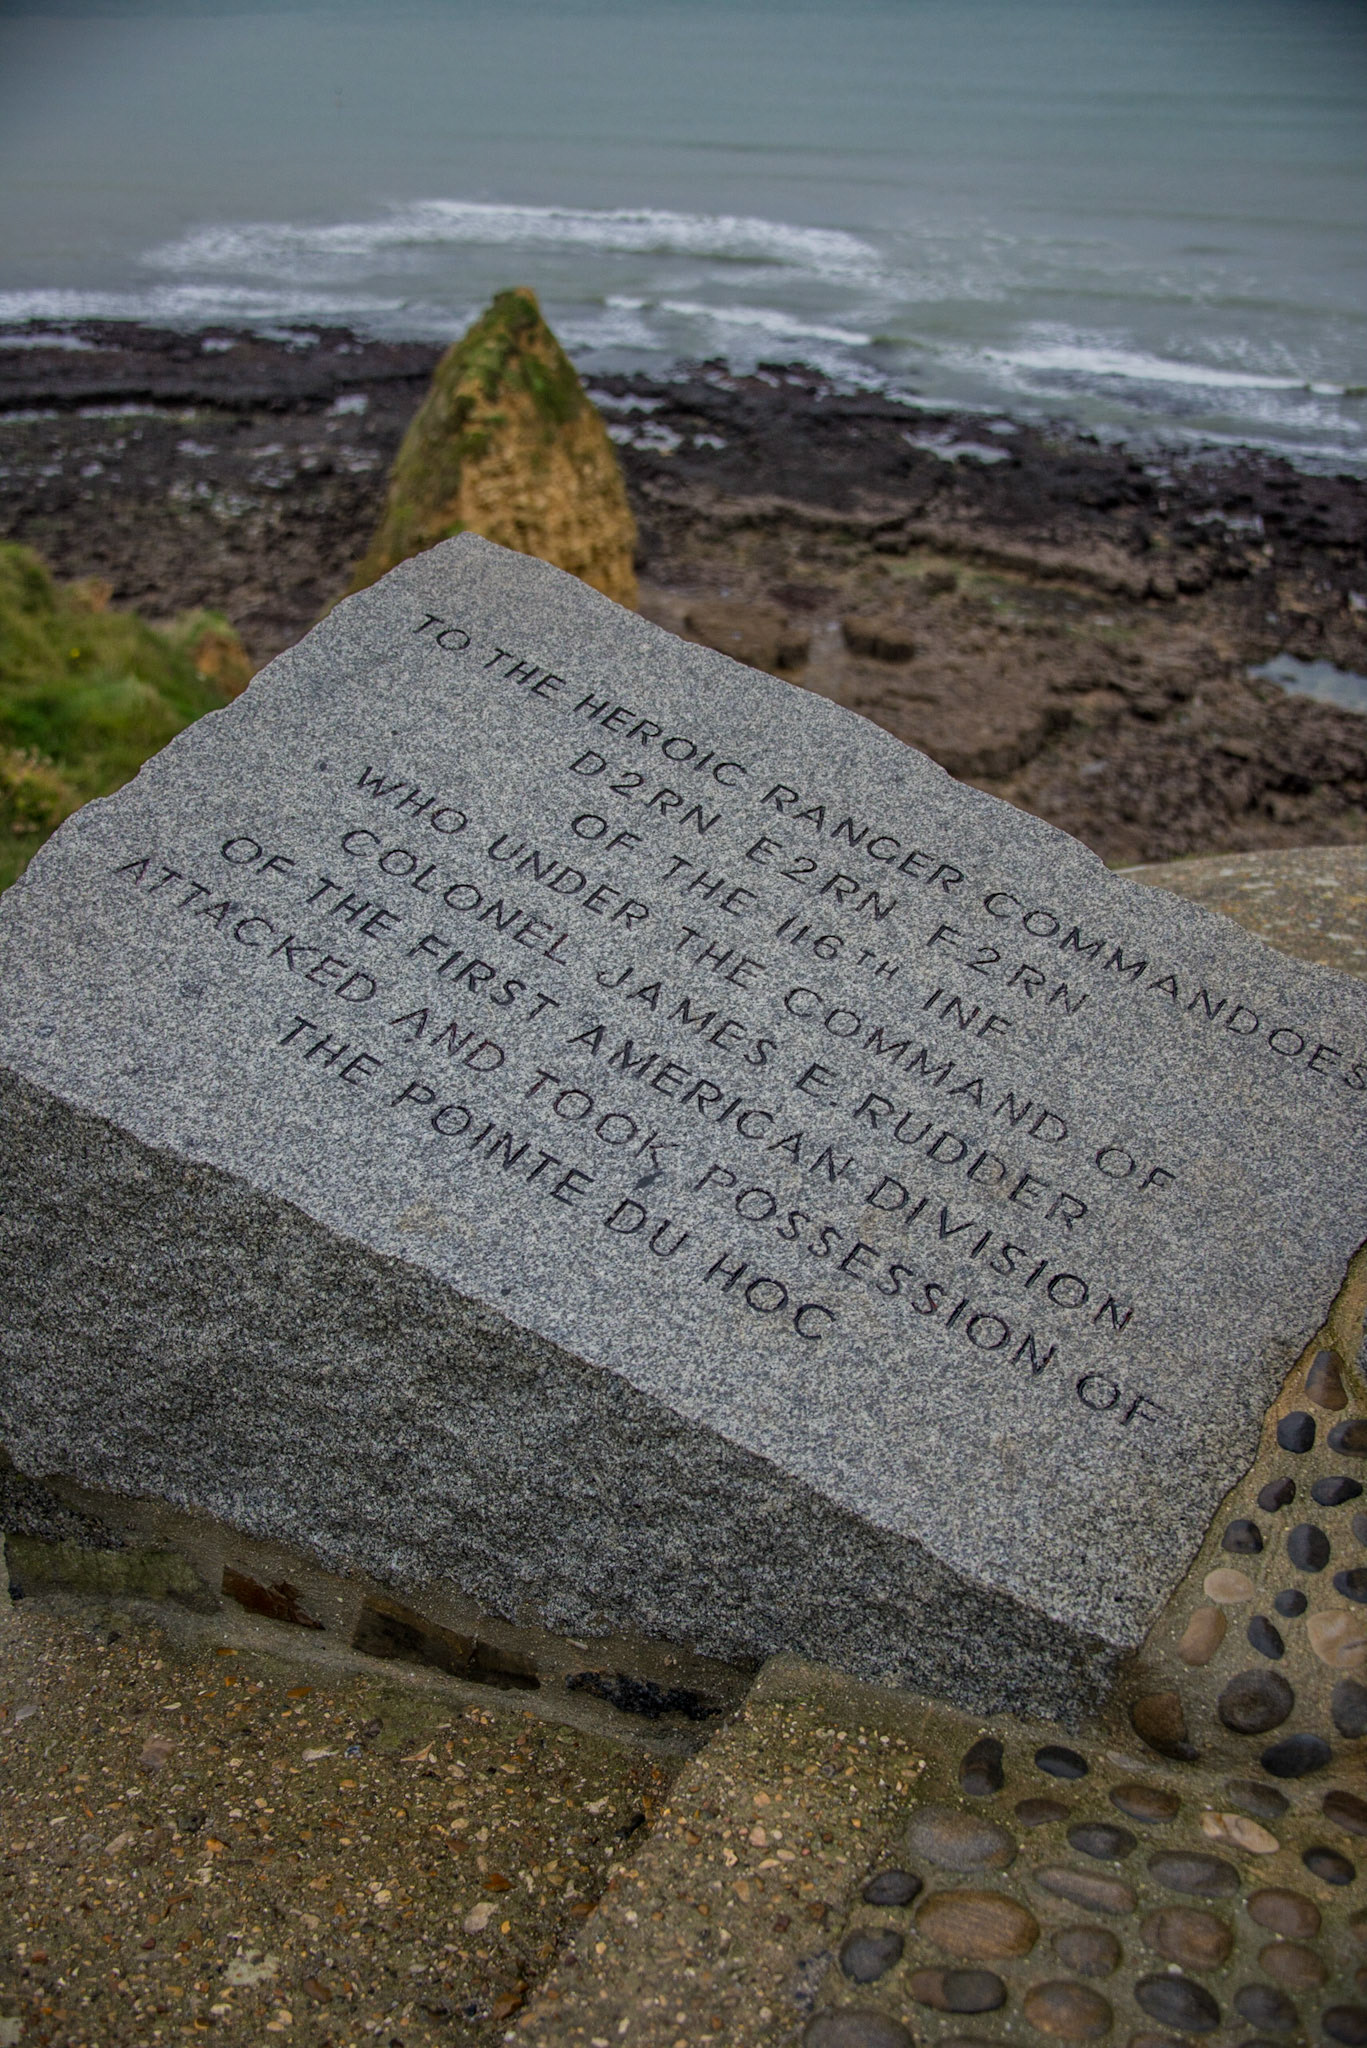 TO THE HEROIC RANGER COMMANDOES
D2RN E2RN F2RN
OF THE 116TH INF
WHO UNDER THE COMMAND OF
COLONEL JAMES E. RUDDER
OF THE FIRST AMERICAN DIVISION
ATTACKED AND TOOK POSSESSION OF
THE POINTE DU HOC